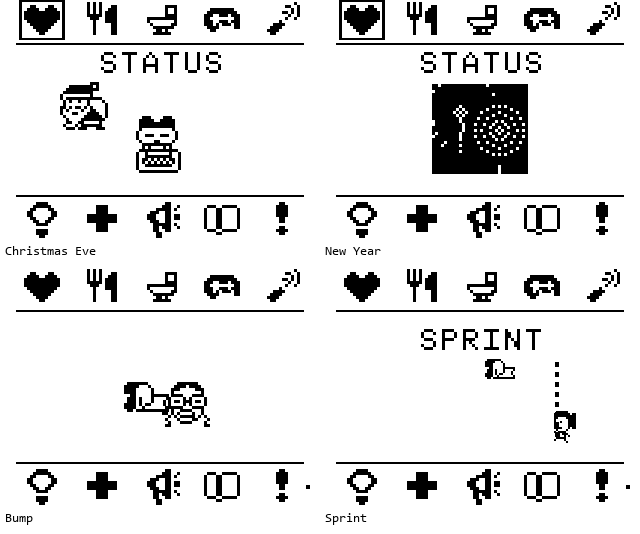 STATUS
STATUS
Christmas Eve
New Year
SPRINT
Bump
Sprint